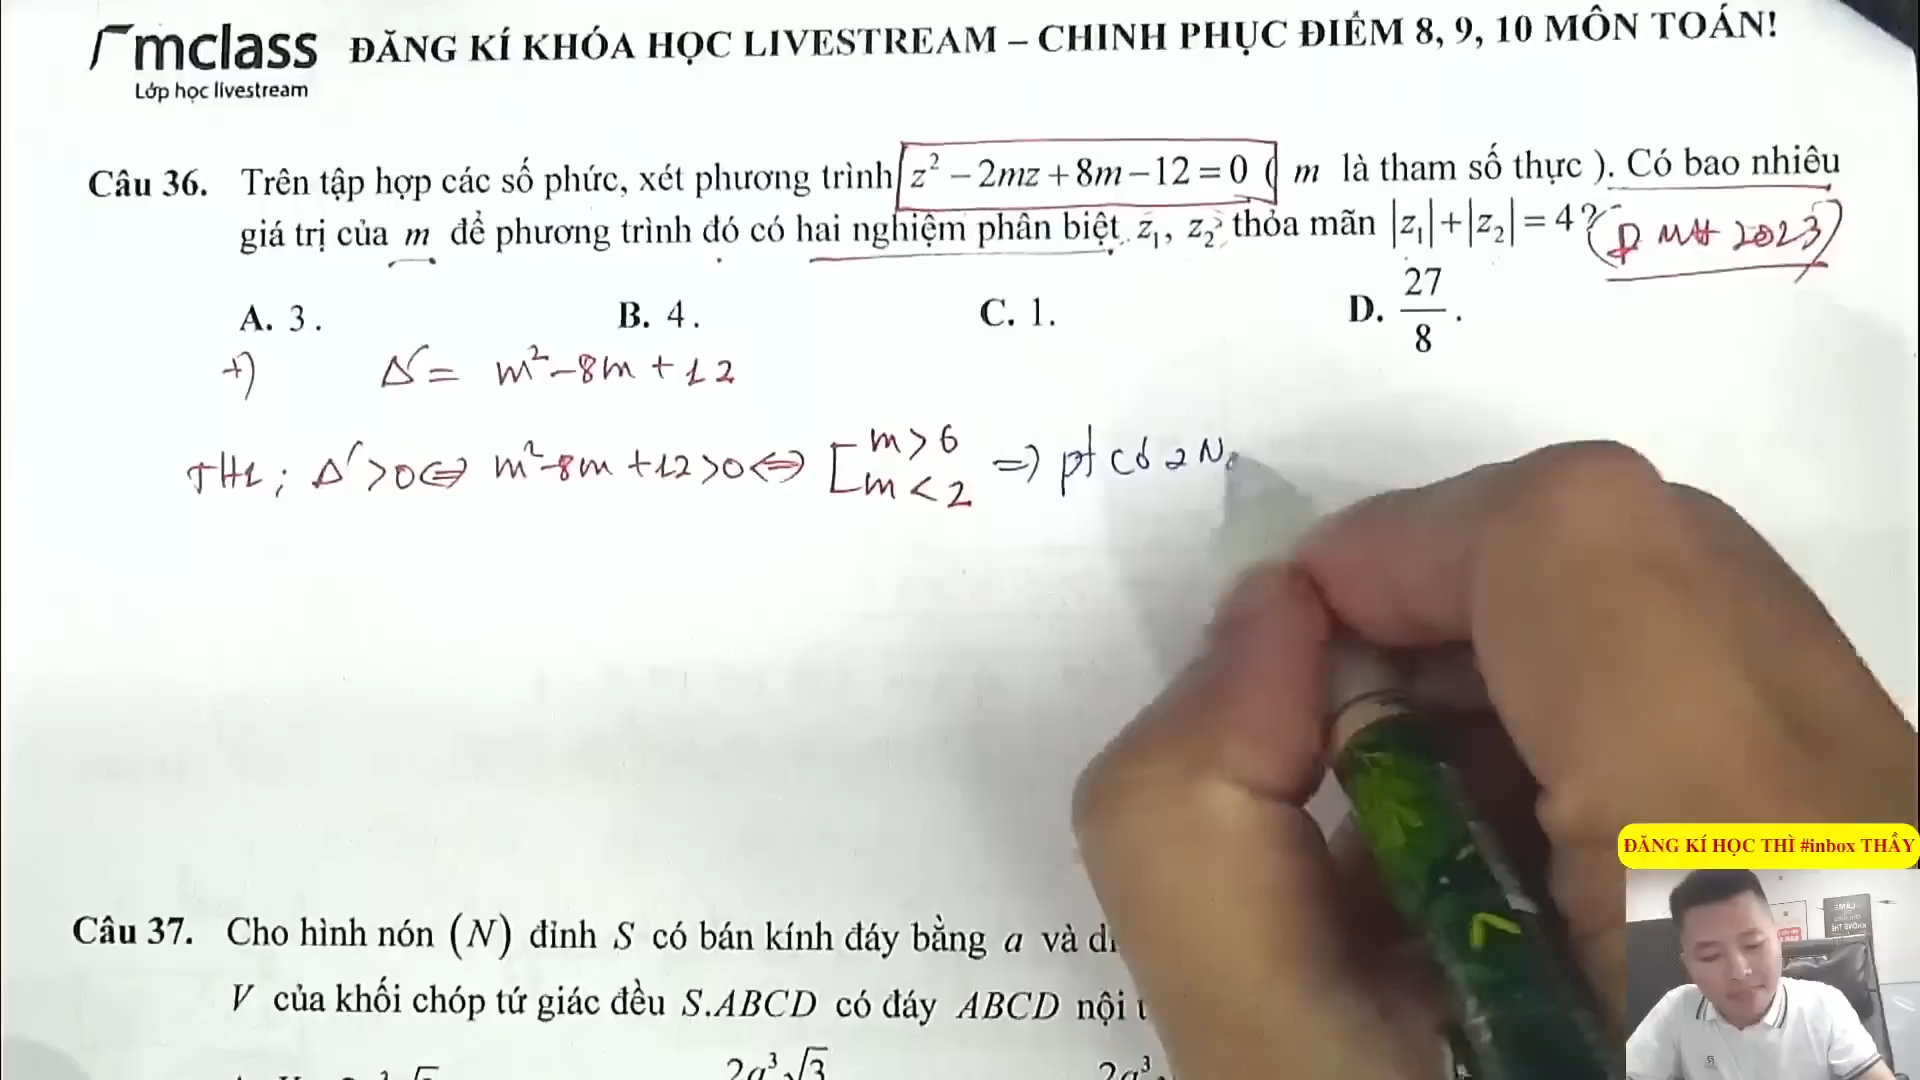 mclass
Lớp học livestream
ĐĂNG KÍ KHÓA HỌC LIVESTREAM – CHINH PHỤC ĐIỂM 8, 9, 10 MÔN TOÁN!
Câu 36. Trên tập hợp các số phức, xét phương trình z² − 2mz + 8m − 12 = 0 ( m là tham số thực ). Có bao nhiêu
giá trị của m để phương trình đó có hai nghiệm phân biệt z₁, z₂ thỏa mãn |z₁| + |z₂| = 4?
(Đ MH 2023)
A. 3. B. 4. C. 1. D. 27/8.
+) Δ' = m² − 8m + 12
TH1; Δ' > 0 ⇔ m² − 8m + 12 > 0 ⇔ [ m > 6 m < 2 ⇒ pt có 2 N
Câu 37. Cho hình nón (N) đỉnh S có bán kính đáy bằng a và
V của khối chóp tứ giác đều S.ABCD có đáy ABCD nội
2a³√3 2a³
ĐĂNG KÍ HỌC THÌ #inbox THẦY